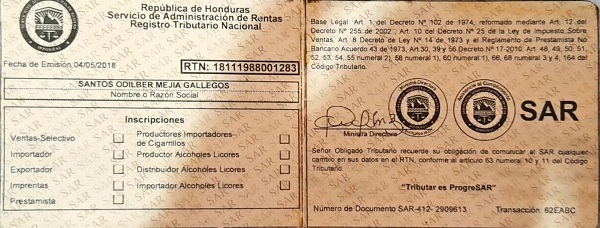 República de Honduras
Servicio de Administración de Rentas
Registro Tributario Nacional
Fecha de Emisión 04/05/2018
RTN: 18111988001283
SANTOS ODILBER MEJIA GALLEGOS
Nombre o Razón Social
Inscripciones
Ventas-Selectivo
Productores Importadores de Cigarrillos
Importador
Productor Alcoholes Licores
Exportador
Distribuidor Alcoholes Licores
Imprentas
Importador Alcoholes Licores
Prestamista
Base Legal: Art. 1 del Decreto Nº 102 de 1974, reformado mediante Art. 12 del
Decreto Nº 255 de 2002; Art. 10 del Decreto Nº 25 de la Ley de Impuesto Sobre
Ventas, Art. 8 Decreto de Ley Nº 14 de 1973 y el Reglamento de Prestamista No
Bancario Acuerdo 43 de 1973, Art.30, 39 y 56 Decreto Nº 17-2010; Art. 48, 49, 50, 51,
52, 53, 54, 55 numeral 2), 58 numeral 1), 60 numeral 1), 66, 68 numeral 3 y 4, 164 del
Código Tributario.
Ministra Directora
SAR
Señor Obligado Tributario recuerde su obligación de comunicar al SAR cualquier
cambio en sus datos en el RTN, conforme al artículo 63 numeral 10 y 11 del Código
Tributario.
"Tributar es ProgreSAR"
Número de Documento SAR-412- 2909613
Transacción: 62EABC